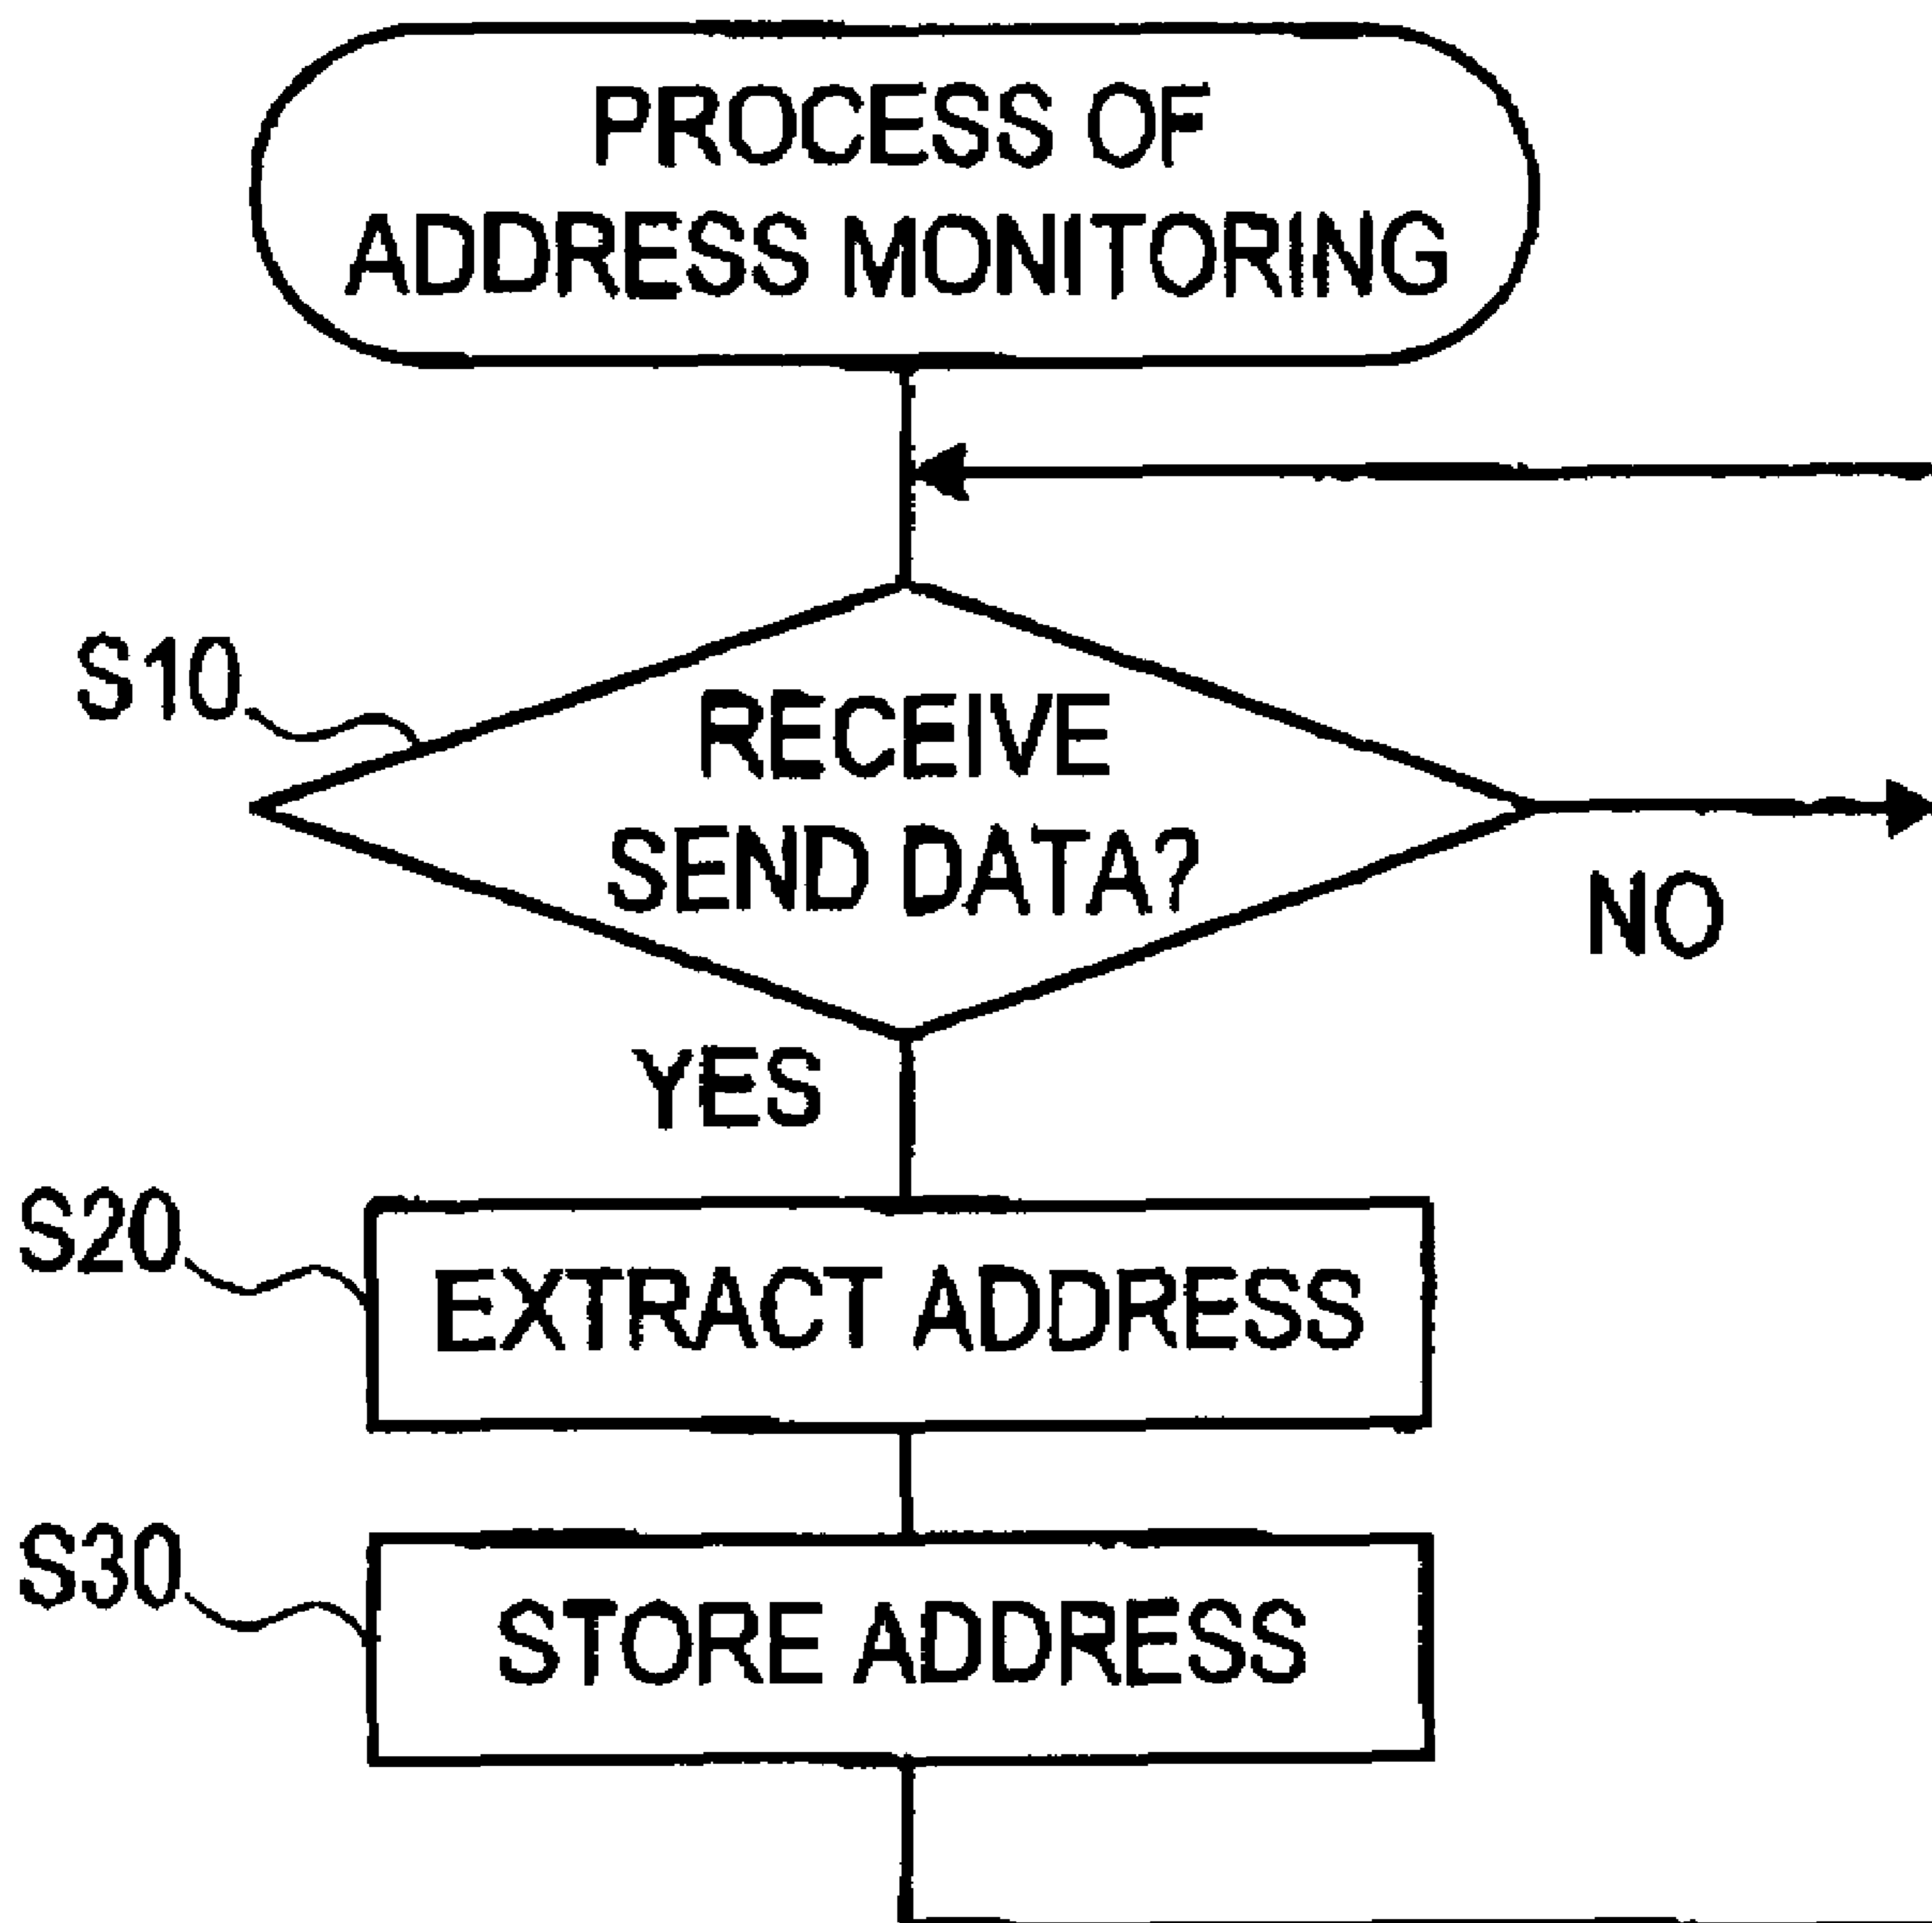 PROCESS OF
ADDRESS MONITORING
S10
RECEIVE
SEND DATA?
NO
YES
S20
EXTRACT ADDRESS
S30
STORE ADDRESS